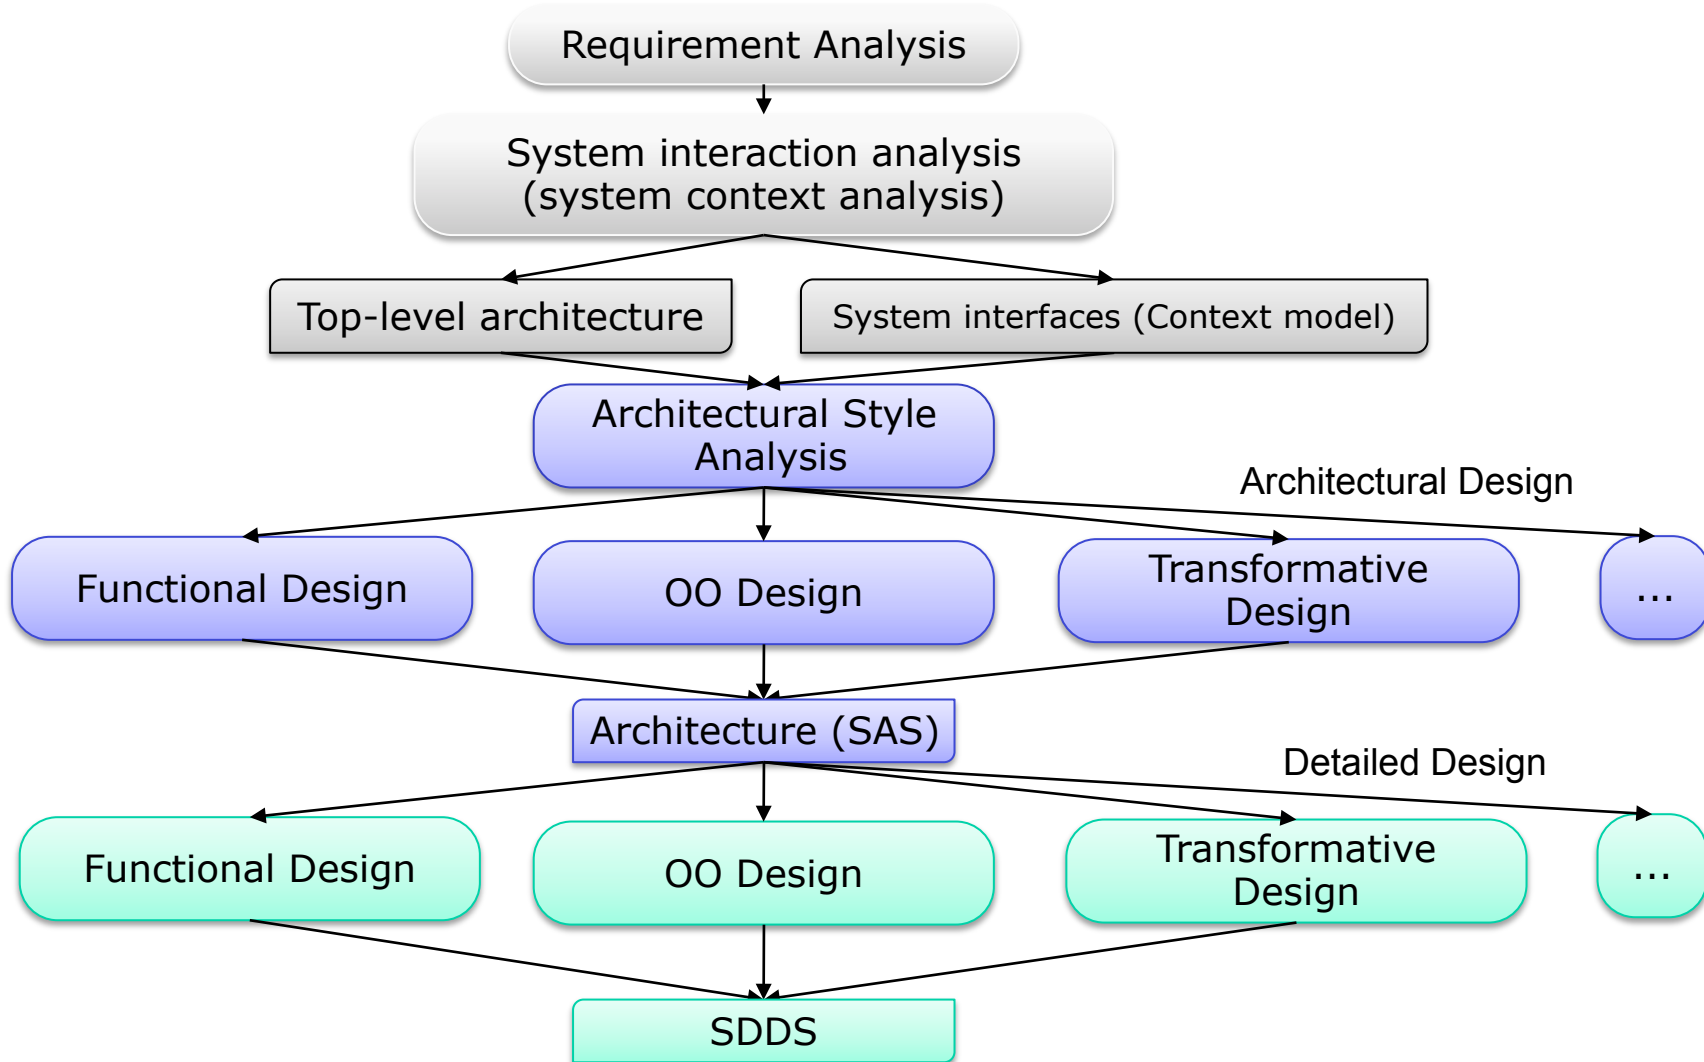 Requirement Analysis
System interaction analysis
(system context analysis)
Top-level architecture
System interfaces (Context model)
Architectural Style
Analysis
Architectural Design
Functional Design
OO Design
Transformative
Design
...
Architecture (SAS)
Detailed Design
Functional Design
OO Design
Transformative
Design
...
SDDS